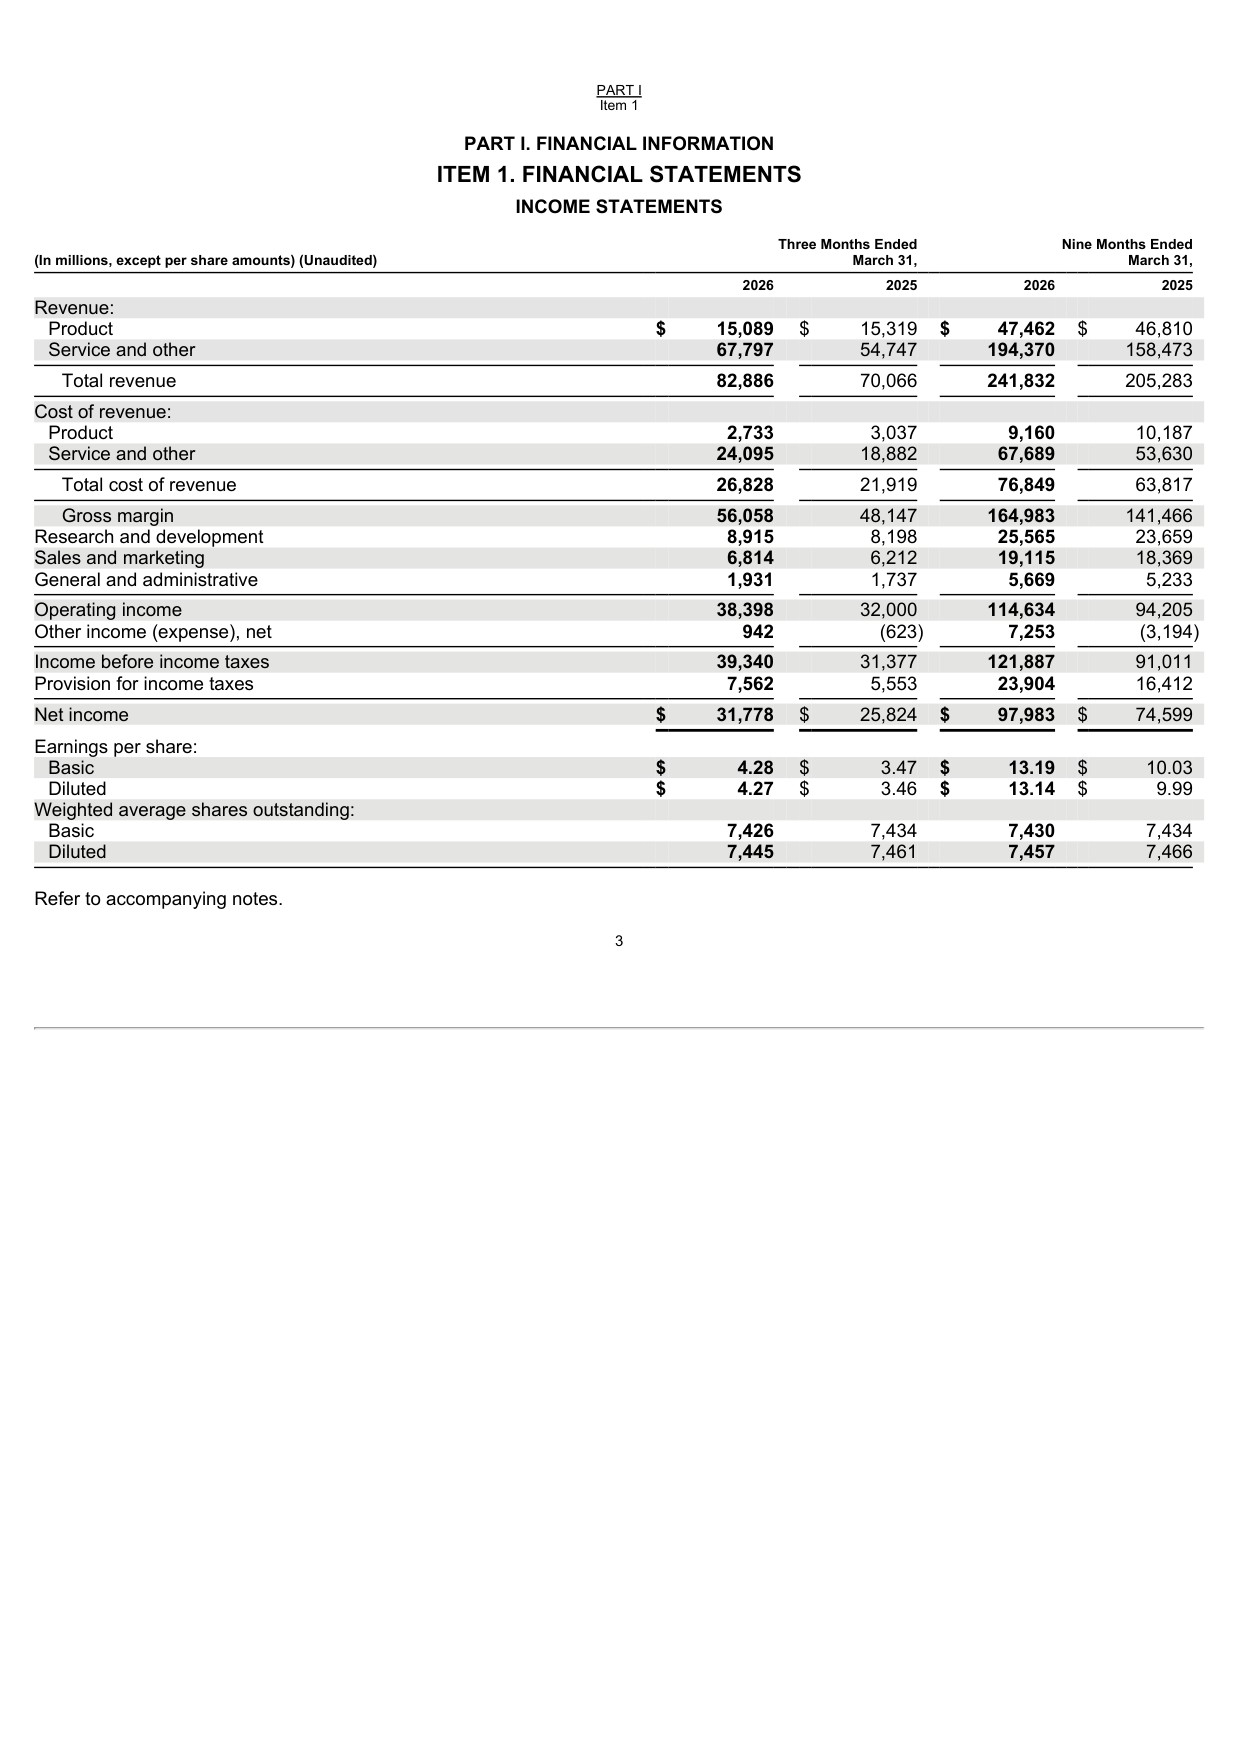 PART I
Item 1
PART I. FINANCIAL INFORMATION
ITEM 1. FINANCIAL STATEMENTS
INCOME STATEMENTS
(In millions, except per share amounts) (Unaudited) Three Months Ended March 31, Nine Months Ended March 31,
2026 2025 2026 2025
Revenue:
Product $ 15,089 $ 15,319 $ 47,462 $ 46,810
Service and other 67,797 54,747 194,370 158,473
Total revenue 82,886 70,066 241,832 205,283
Cost of revenue:
Product 2,733 3,037 9,160 10,187
Service and other 24,095 18,882 67,689 53,630
Total cost of revenue 26,828 21,919 76,849 63,817
Gross margin 56,058 48,147 164,983 141,466
Research and development 8,915 8,198 25,565 23,659
Sales and marketing 6,814 6,212 19,115 18,369
General and administrative 1,931 1,737 5,669 5,233
Operating income 38,398 32,000 114,634 94,205
Other income (expense), net 942 (623) 7,253 (3,194)
Income before income taxes 39,340 31,377 121,887 91,011
Provision for income taxes 7,562 5,553 23,904 16,412
Net income $ 31,778 $ 25,824 $ 97,983 $ 74,599
Earnings per share:
Basic $ 4.28 $ 3.47 $ 13.19 $ 10.03
Diluted $ 4.27 $ 3.46 $ 13.14 $ 9.99
Weighted average shares outstanding:
Basic 7,426 7,434 7,430 7,434
Diluted 7,445 7,461 7,457 7,466
Refer to accompanying notes.
3